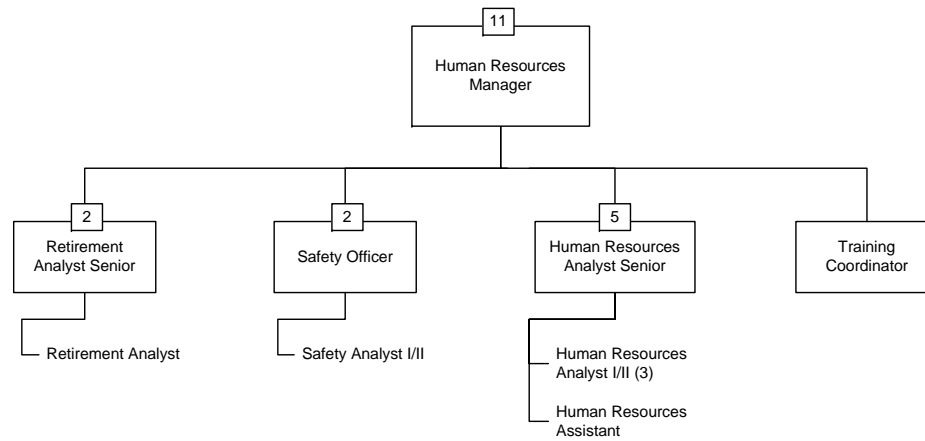 11
Human Resources
Manager
2
Retirement
Analyst Senior
Retirement Analyst
2
Safety Officer
Safety Analyst I/II
5
Human Resources
Analyst Senior
Human Resources
Analyst I/II (3)
Human Resources
Assistant
Training
Coordinator